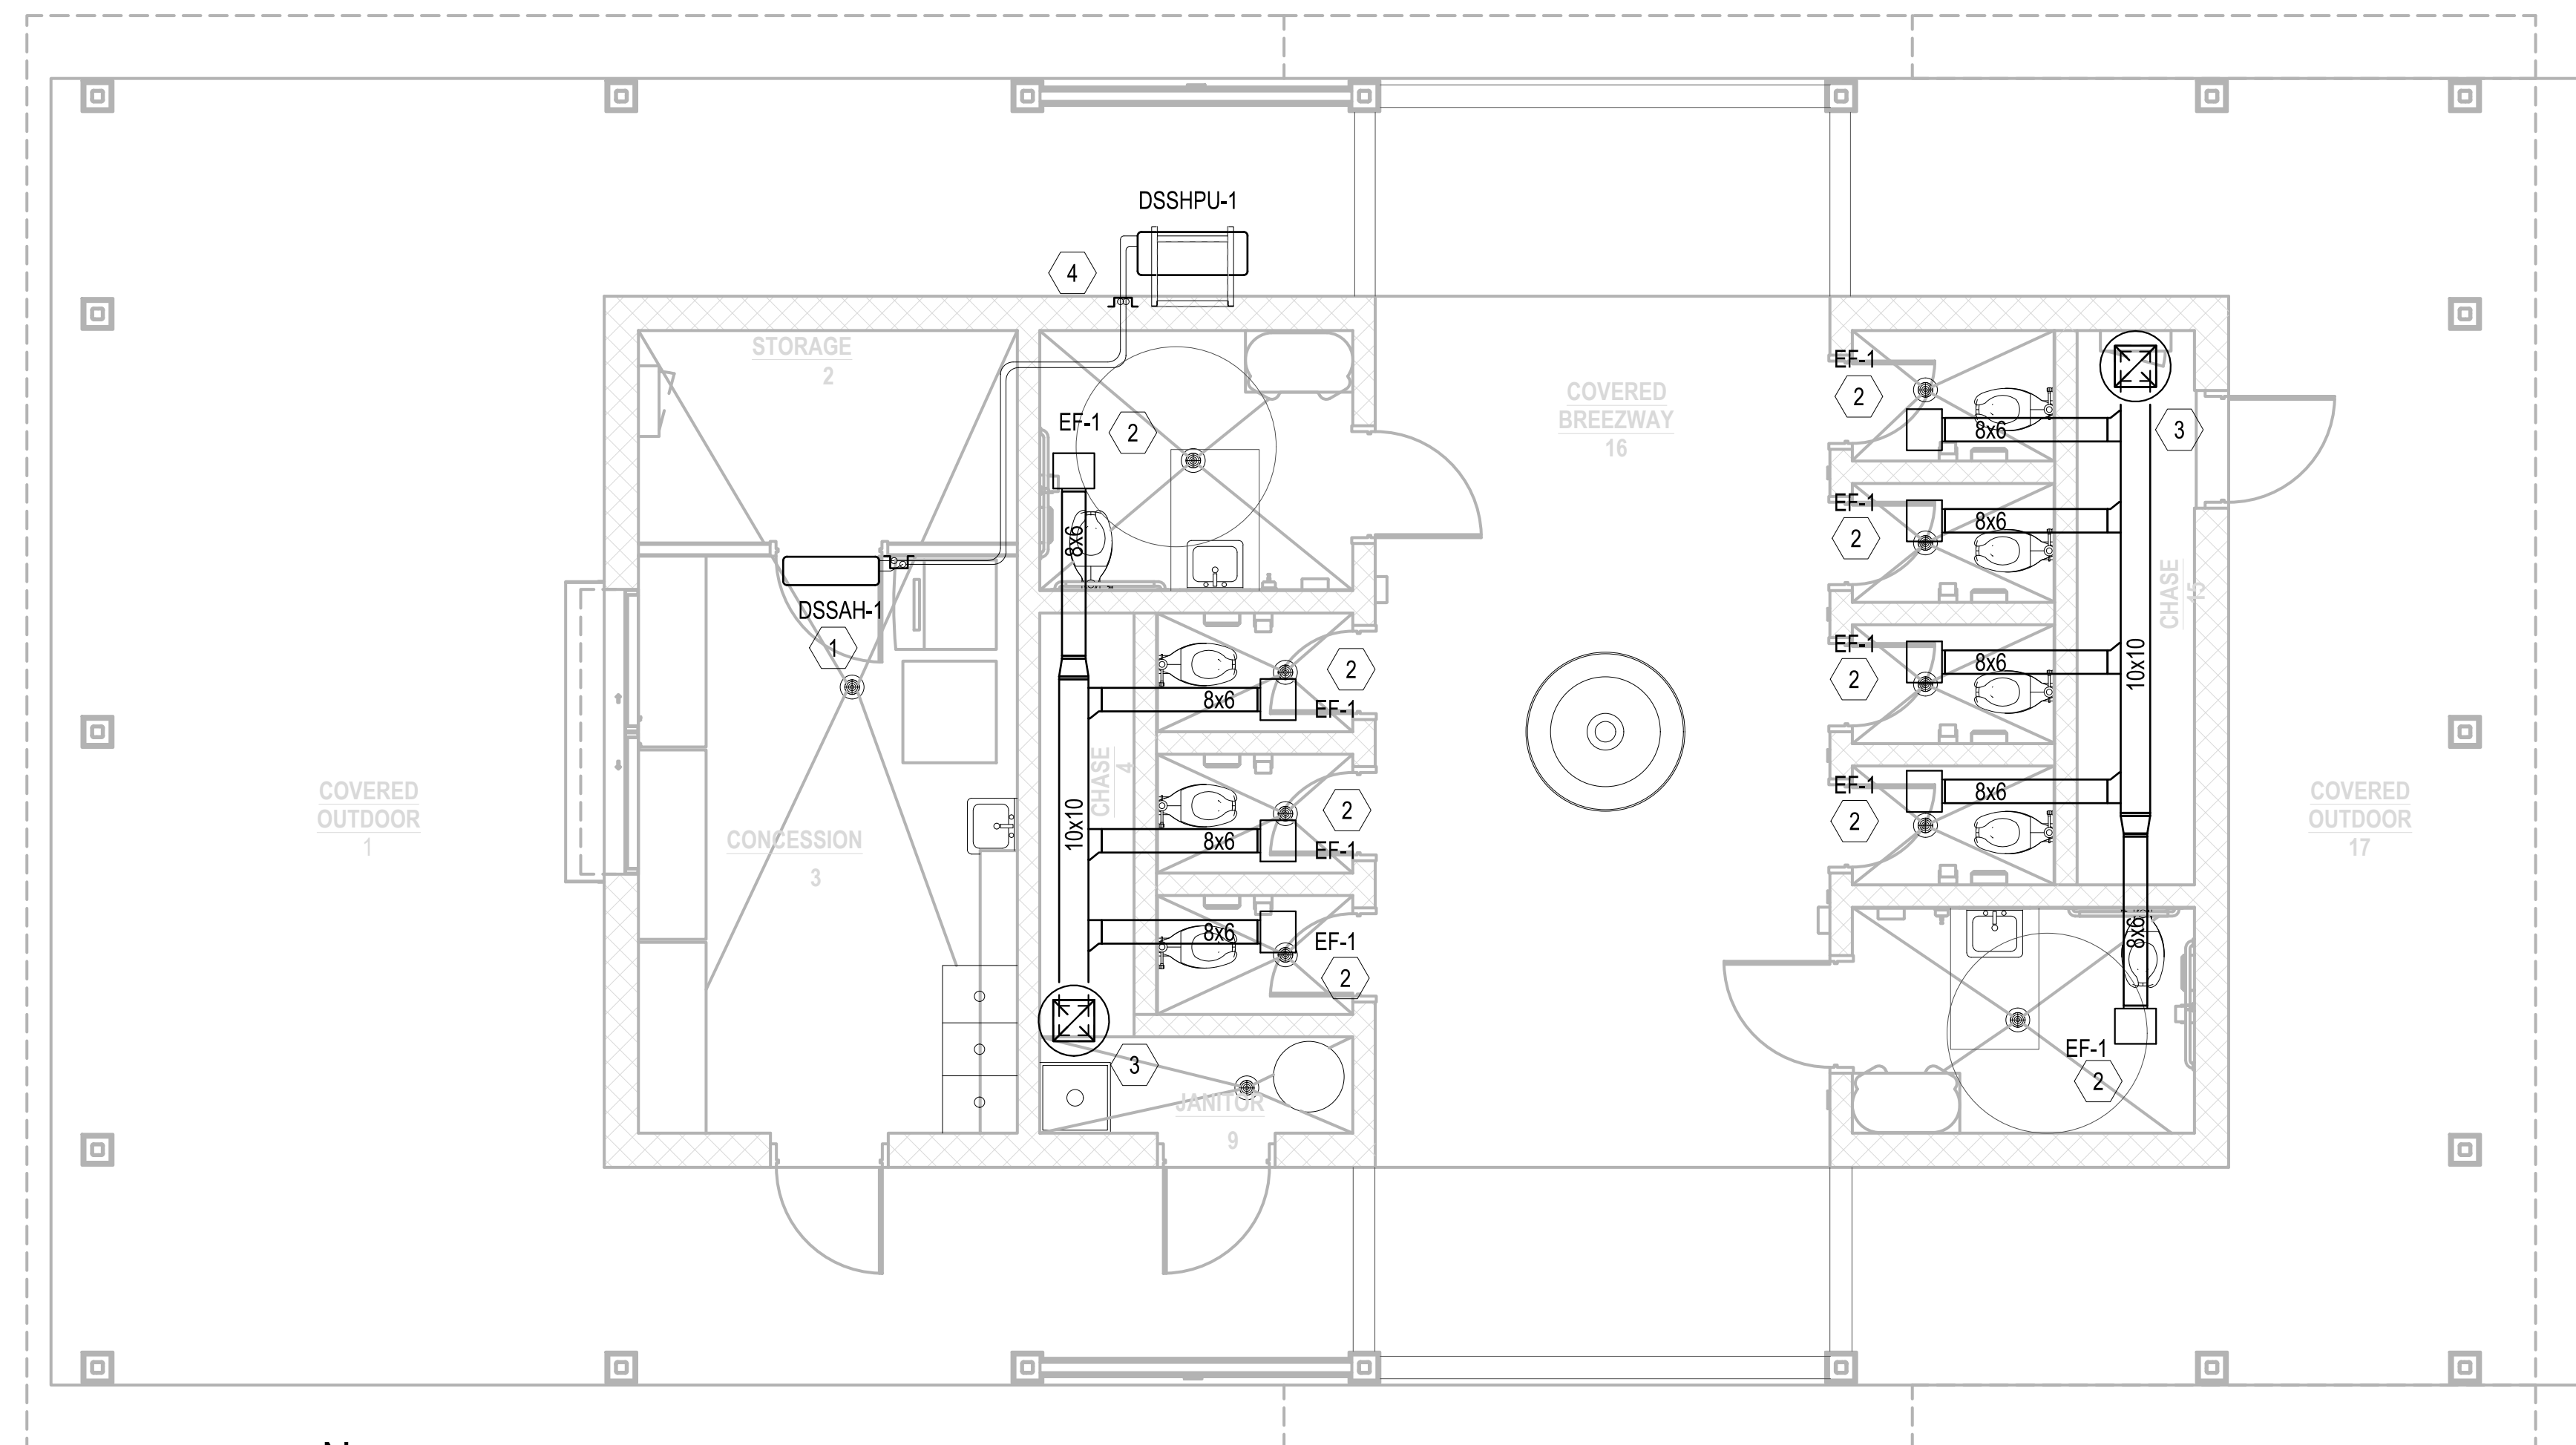 DSSHPU-1
4
STORAGE
2
EF-1
2
8x6
DSSAH-1
1
COVERED
OUTDOOR
1
CONCESSION
3
CHASE
4
10x10
8x6
2
EF-1
8x6
2
EF-1
8x6
EF-1
2
3
JANITOR
9
COVERED
BREEZWAY
16
EF-1
2
8x6
3
EF-1
2
8x6
EF-1
2
8x6
EF-1
2
8x6
CHASE
15
10x10
8x6
EF-1
2
COVERED
OUTDOOR
17